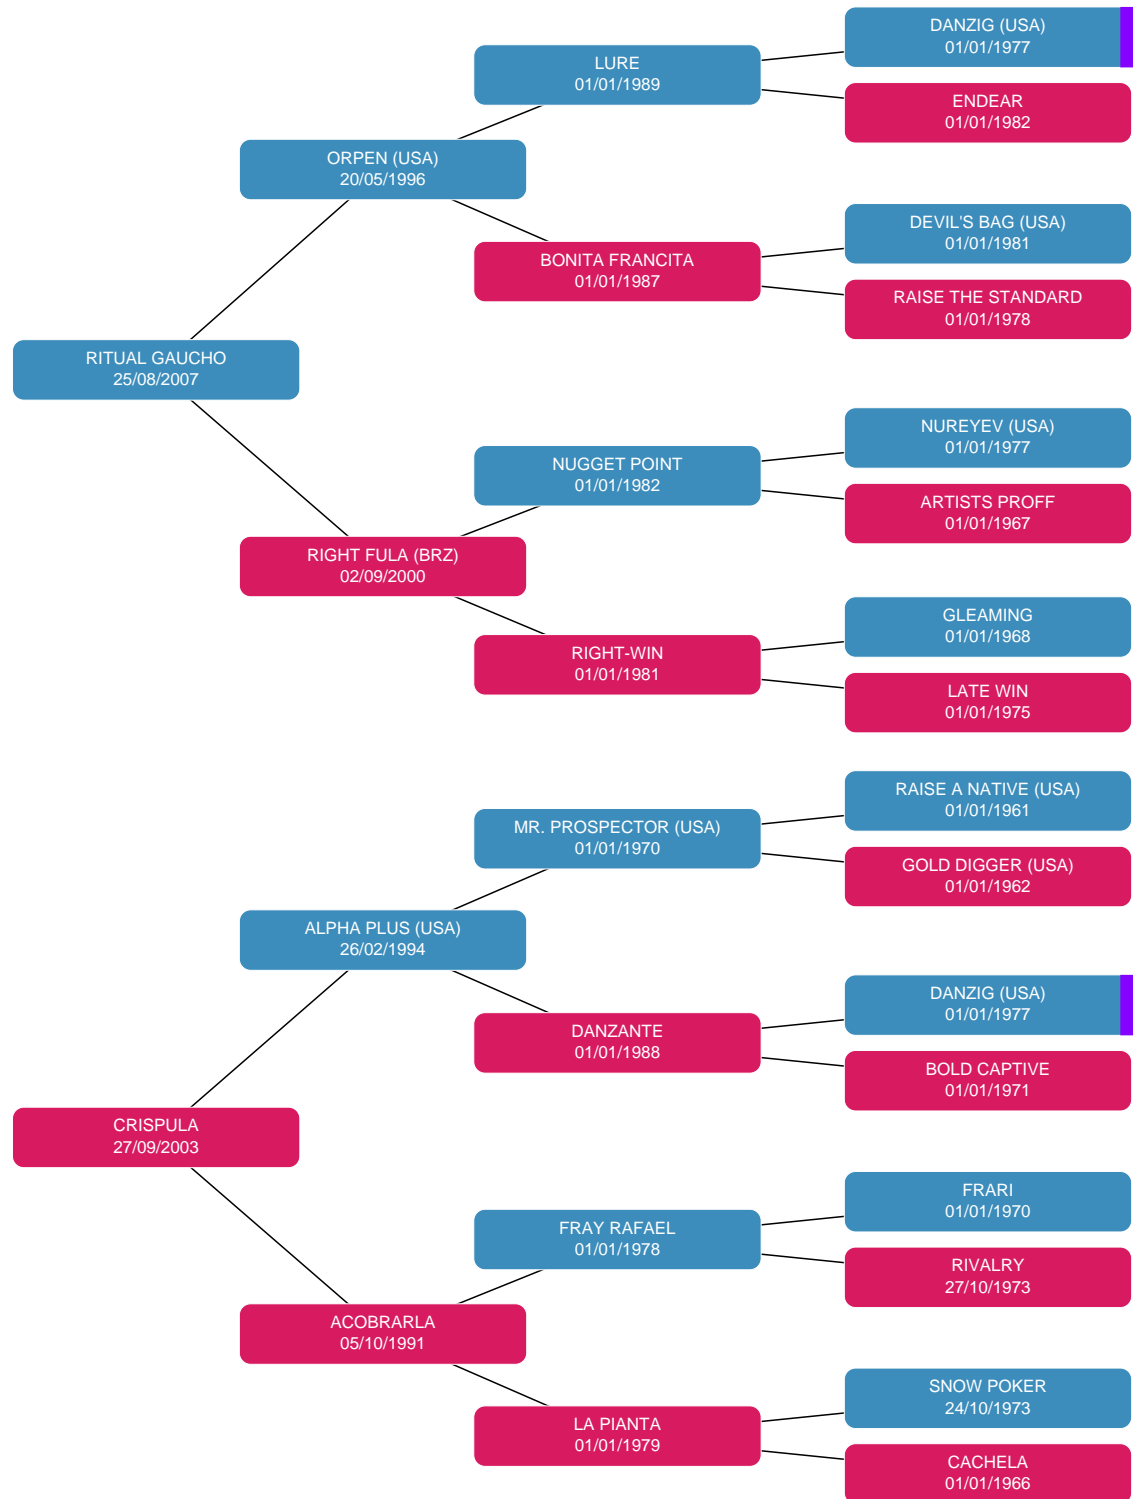 DANZIG (USA)
01/01/1977
LURE
01/01/1989
ENDEAR
01/01/1982
ORPEN (USA)
20/05/1996
DEVIL'S BAG (USA)
01/01/1981
BONITA FRANCITA
01/01/1987
RAISE THE STANDARD
01/01/1978
RITUAL GAUCHO
25/08/2007
NUREYEV (USA)
01/01/1977
NUGGET POINT
01/01/1982
ARTISTS PROFF
01/01/1967
RIGHT FULA (BRZ)
02/09/2000
GLEAMING
01/01/1968
RIGHT-WIN
01/01/1981
LATE WIN
01/01/1975
RAISE A NATIVE (USA)
01/01/1961
MR. PROSPECTOR (USA)
01/01/1970
GOLD DIGGER (USA)
01/01/1962
ALPHA PLUS (USA)
26/02/1994
DANZIG (USA)
01/01/1977
DANZANTE
01/01/1988
BOLD CAPTIVE
01/01/1971
CRISPULA
27/09/2003
FRARI
01/01/1970
FRAY RAFAEL
01/01/1978
RIVALRY
27/10/1973
ACOBRARLA
05/10/1991
SNOW POKER
24/10/1973
LA PIANTA
01/01/1979
CACHELA
01/01/1966